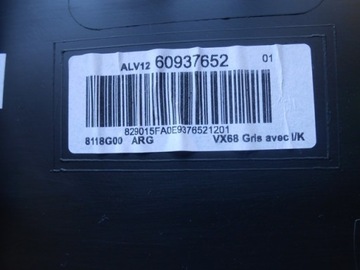 ALV12 60937652 01
829015FA0E9376521201
8118G00 ARG VX68 Gris avec I/K